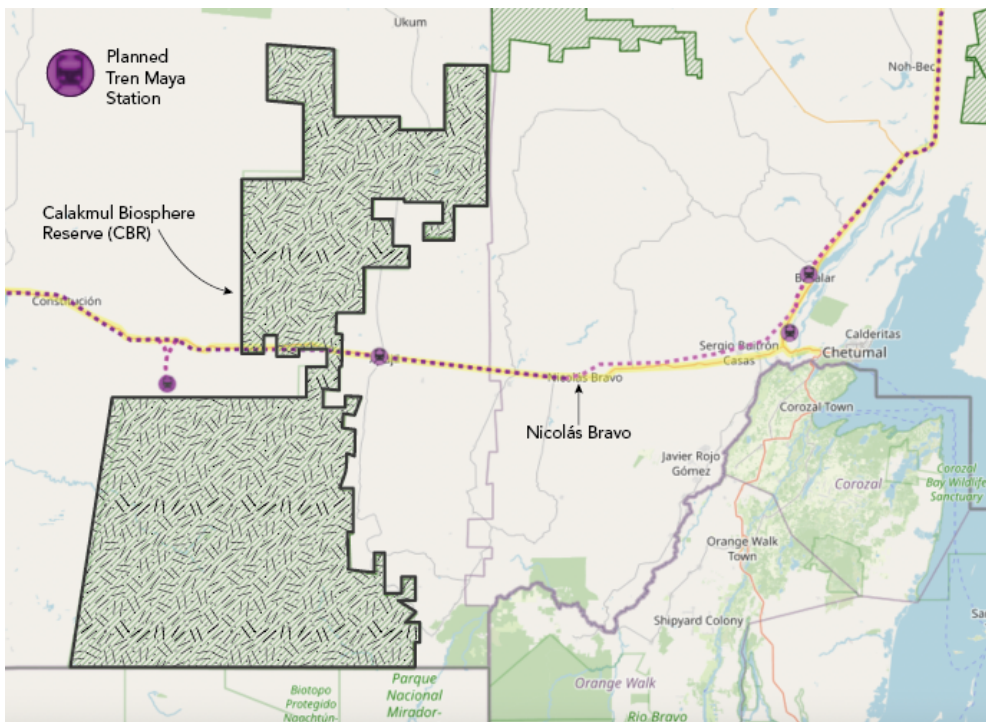 Planned
Tren Maya
Station
Ukum
Noh-Bec
Calakmul Biosphere
Reserve (CBR)
Constitución
Calderitas
Sergio Butrón
Casas
Chetumal
Nicolás Bravo
Nicolás Bravo
Corozal Town
Javier Rojo
Gómez
Corozal
Corozal
Bay Wildlife
Sanctuary
Orange Walk
Town
Shipyard Colony
Parque
Nacional
Mirador-
Orange Walk
Biotopo
Protegido
Rio Bravo